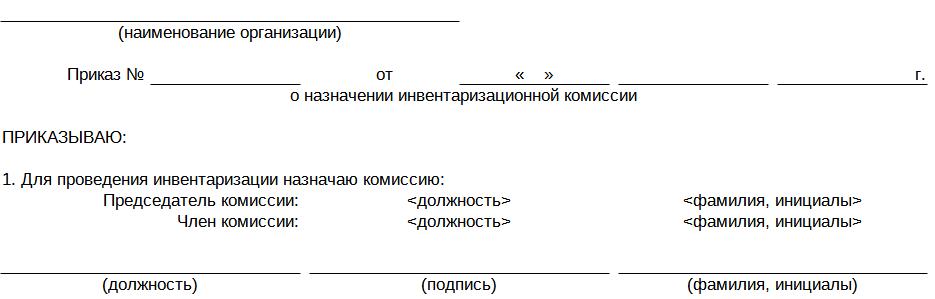 (наименование организации)
Приказ № от « » г.
о назначении инвентаризационной комиссии
ПРИКАЗЫВАЮ:
1. Для проведения инвентаризации назначаю комиссию:
Председатель комиссии: <должность> <фамилия, инициалы>
Член комиссии: <должность> <фамилия, инициалы>
(должность) (подпись) (фамилия, инициалы)